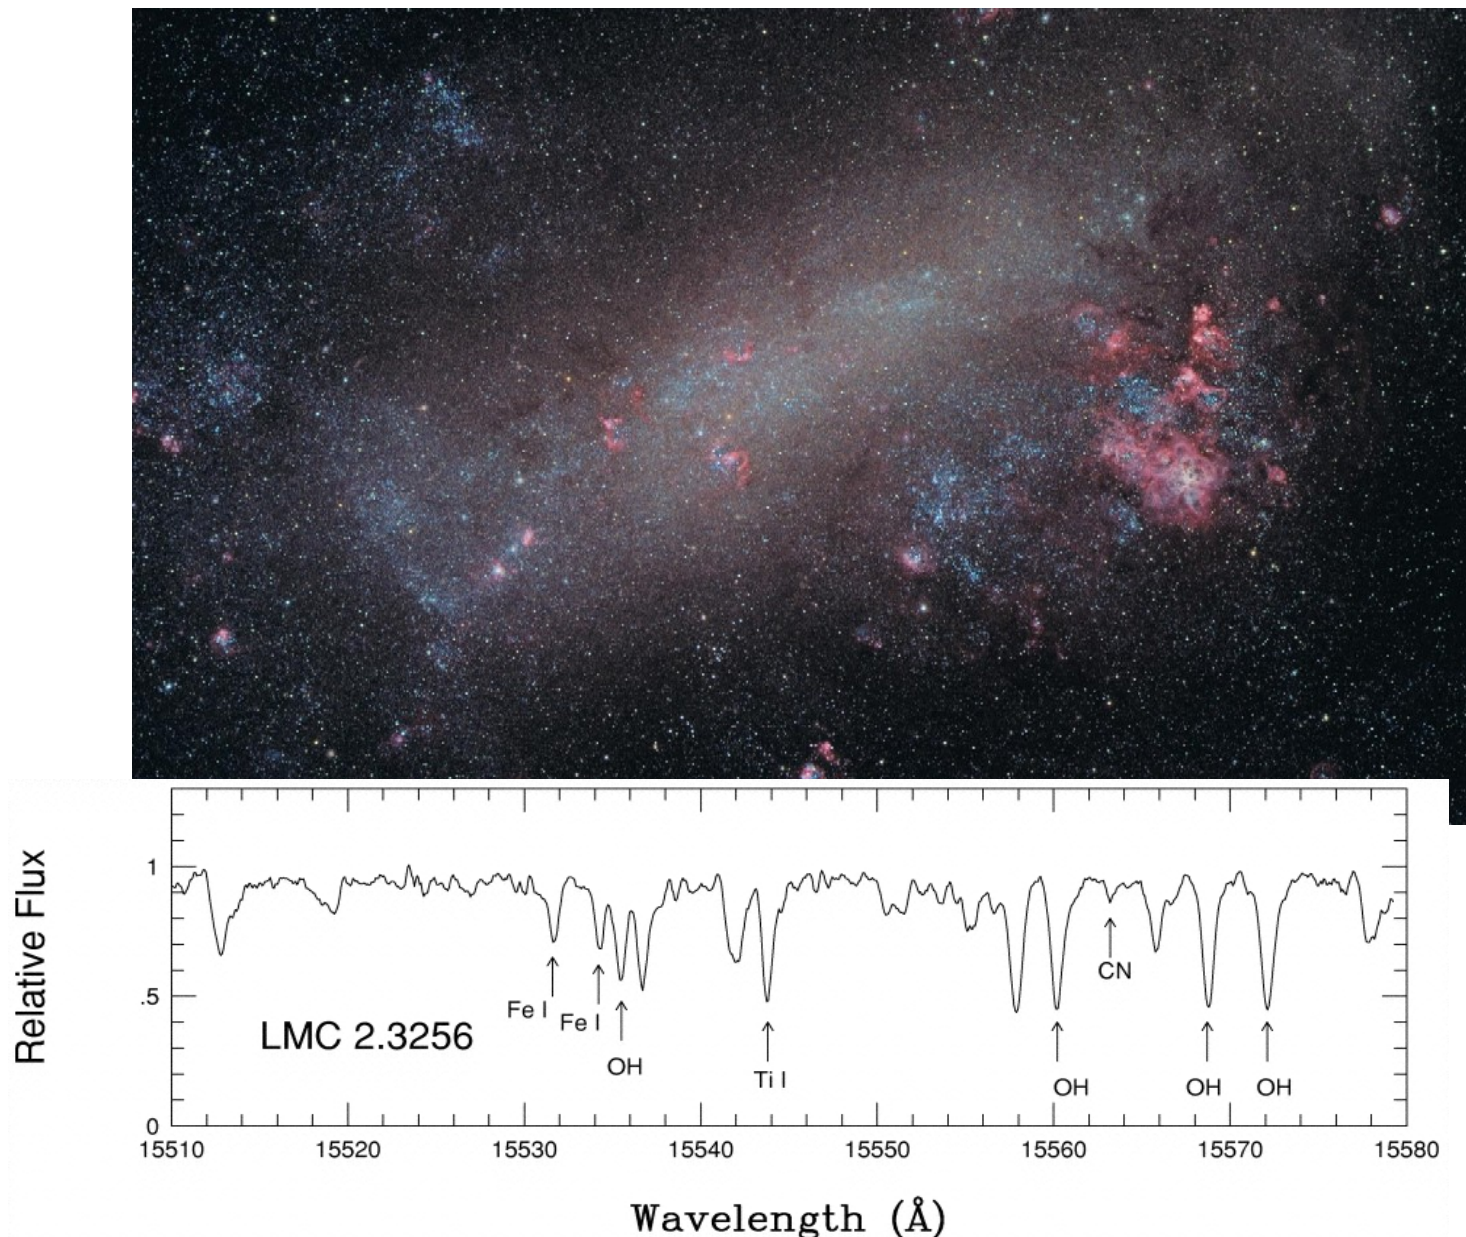 Relative Flux
1
.5
0
Fe I
Fe I
OH
Ti I
OH
CN
OH
OH
LMC 2.3256
15510 15520 15530 15540 15550 15560 15570 15580
Wavelength (Å)